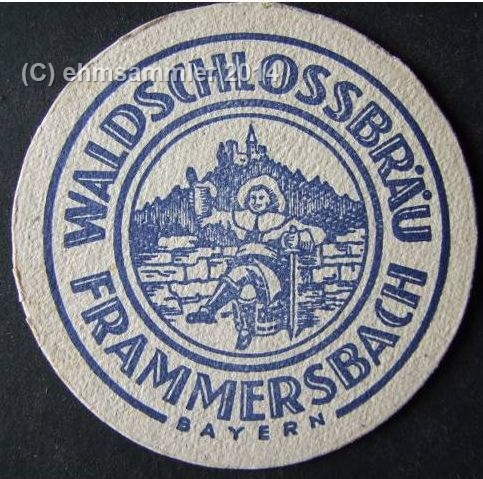 (C) ehmsammler 2014
WALDSCHLOSSBRÄU
FRAMMERSBACH
BAYERN